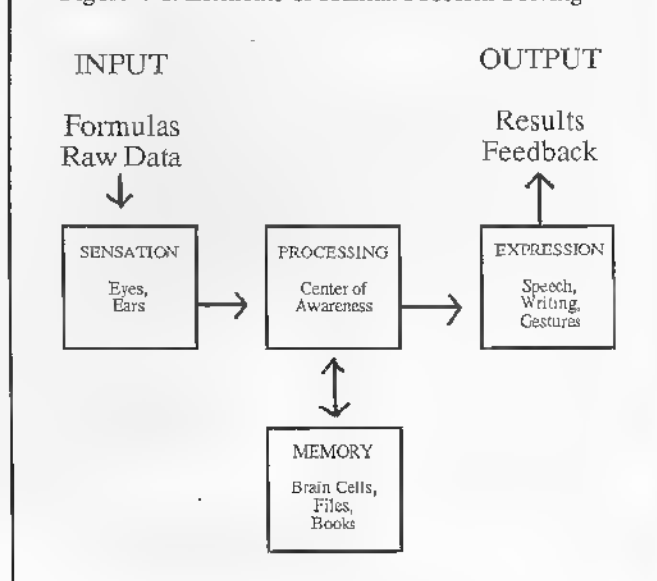 INPUT
Formulas
Raw Data
SENSATION
Eyes,
Ears
PROCESSING
Center of
Awareness
OUTPUT
Results
Feedback
EXPRESSION
Speech,
Writing,
Gestures
MEMORY
Brain Cells,
Files,
Books